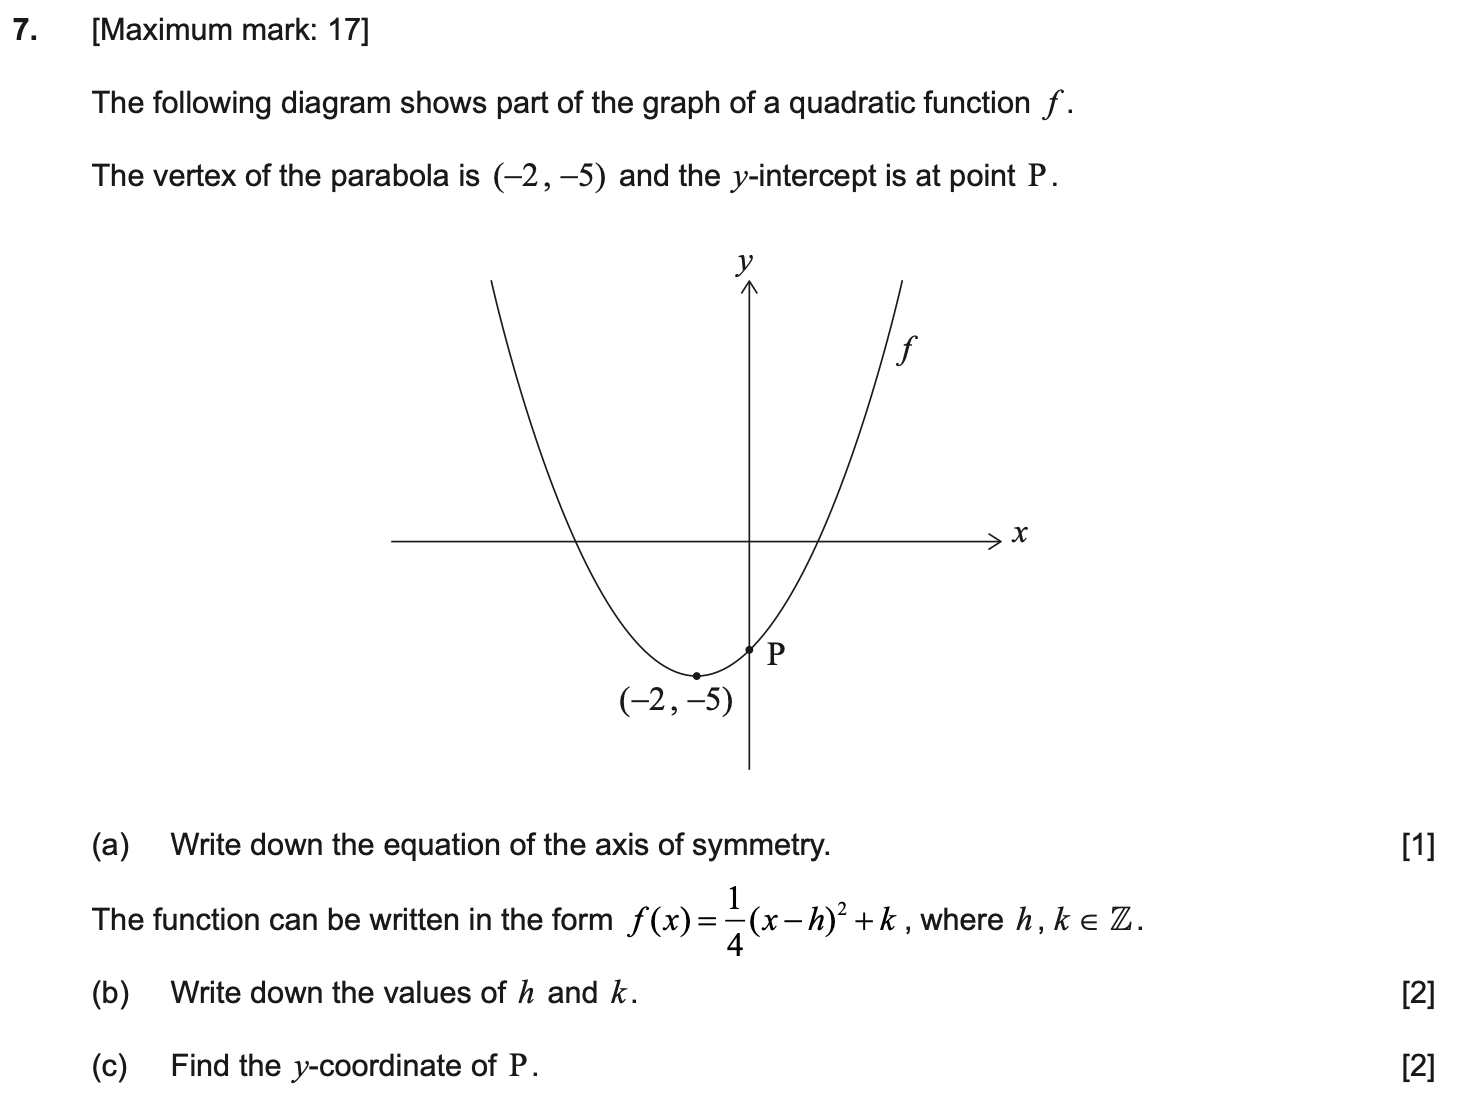 7. [Maximum mark: 17]
The following diagram shows part of the graph of a quadratic function f.
The vertex of the parabola is (−2, −5) and the y-intercept is at point P.
y
f
x
P
(−2, −5)
(a) Write down the equation of the axis of symmetry. [1]
The function can be written in the form f(x) = 1/4 (x − h)² + k, where h, k ∈ ℤ.
(b) Write down the values of h and k. [2]
(c) Find the y-coordinate of P. [2]